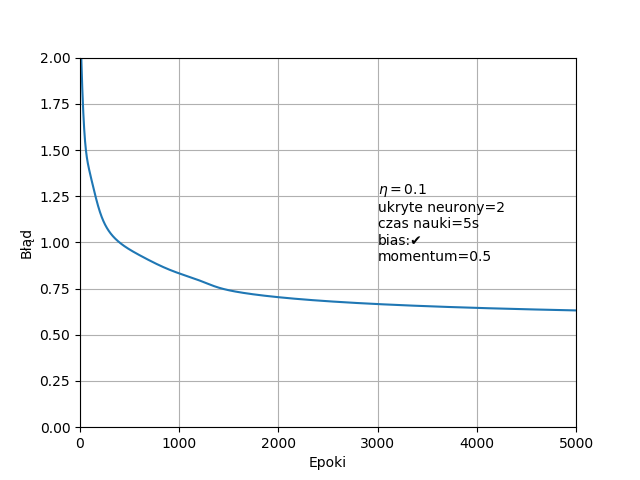 2.00
1.75
1.50
1.25
1.00
0.75
0.50
0.25
0.00
Błąd
η = 0.1
ukryte neurony=2
czas nauki=5s
bias:✔
momentum=0.5
0 1000 2000 3000 4000 5000
Epoki